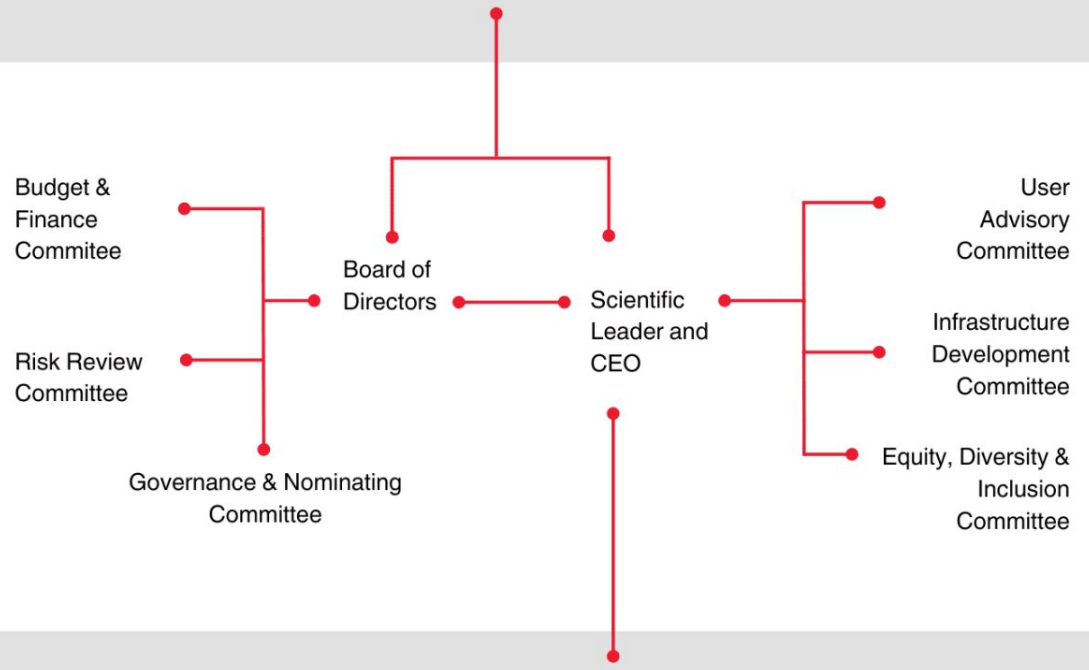 Budget &
Finance
Commitee
Risk Review
Committee
Governance & Nominating
Committee
Board of
Directors
Scientific
Leader and
CEO
User
Advisory
Committee
Infrastructure
Development
Committee
Equity, Diversity &
Inclusion
Committee